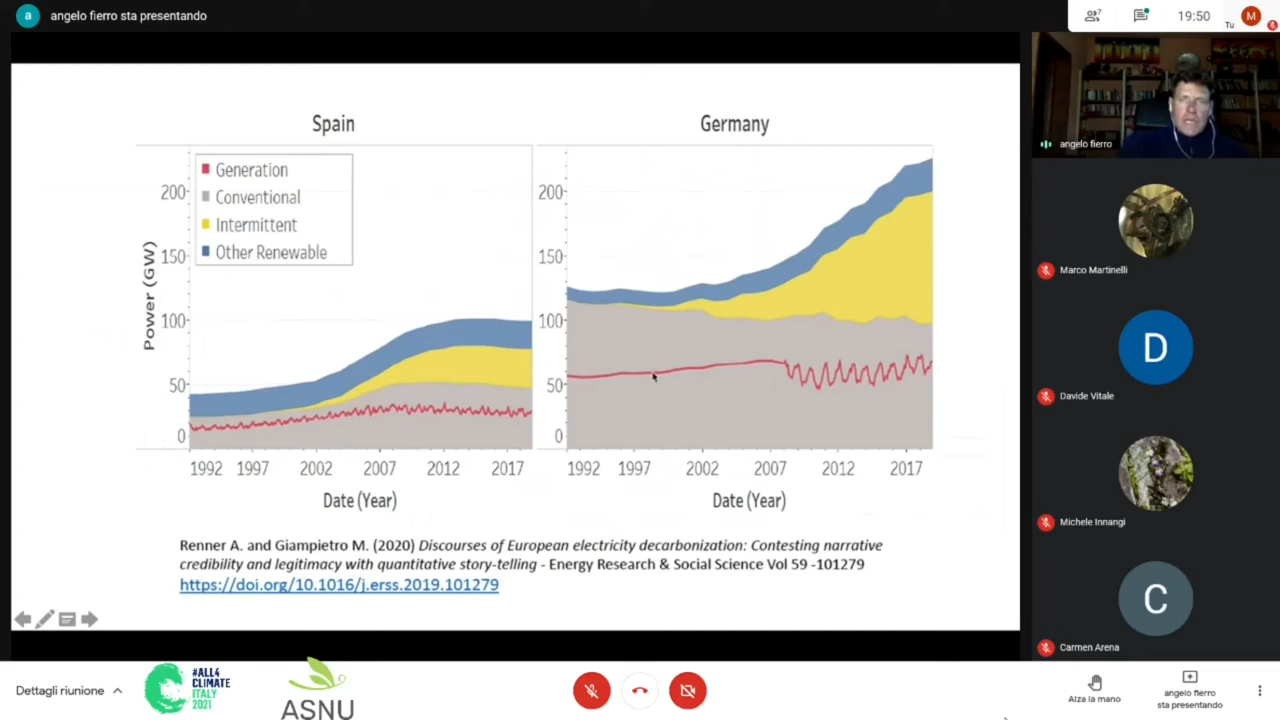 a
angelo fierro sta presentando
7
19:50
Tu
M
Spain
Germany
Generation
Conventional
Intermittent
Other Renewable
200
150
100
50
0
Power (GW)
1992 1997 2002 2007 2012 2017
Date (Year)
200
150
100
50
0
1992 1997 2002 2007 2012 2017
Date (Year)
Renner A. and Giampietro M. (2020) Discourses of European electricity decarbonization: Contesting narrative
credibility and legitimacy with quantitative story-telling - Energy Research & Social Science Vol 59 -101279
https://doi.org/10.1016/j.erss.2019.101279
angelo fierro
Marco Martinelli
D
Davide Vitale
Michele Innangi
C
Carmen Arena
Dettagli riunione
#ALL4
CLIMATE
ITALY
2021
ASNU
Alza la mano
angelo fierro
sta presentando